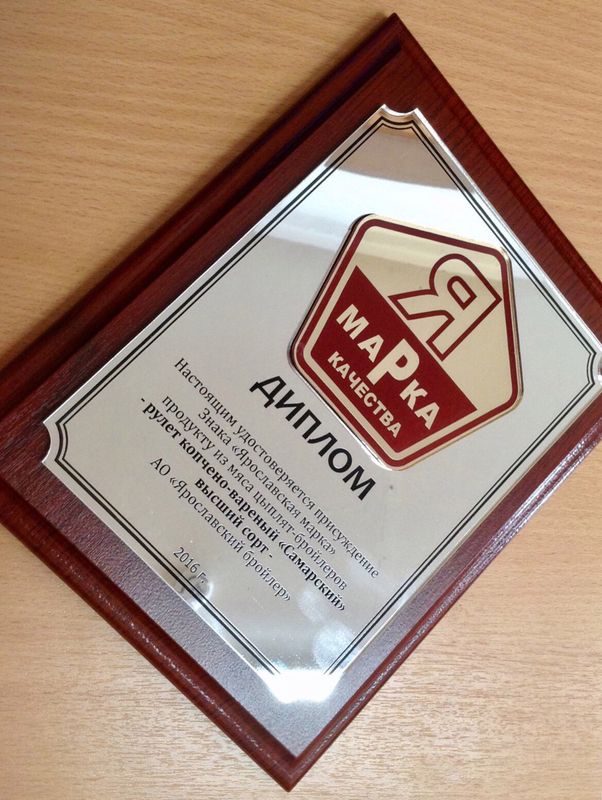 Я
МАРКА
КАЧЕСТВА
ДИПЛОМ
Настоящим удостоверяется присуждение
Знака «Ярославская марка»
продукту из мяса цыплят-бройлеров
- рулет копчено-вареный «Самарский»
высший сорт -
АО «Ярославский бройлер»
2016 г.